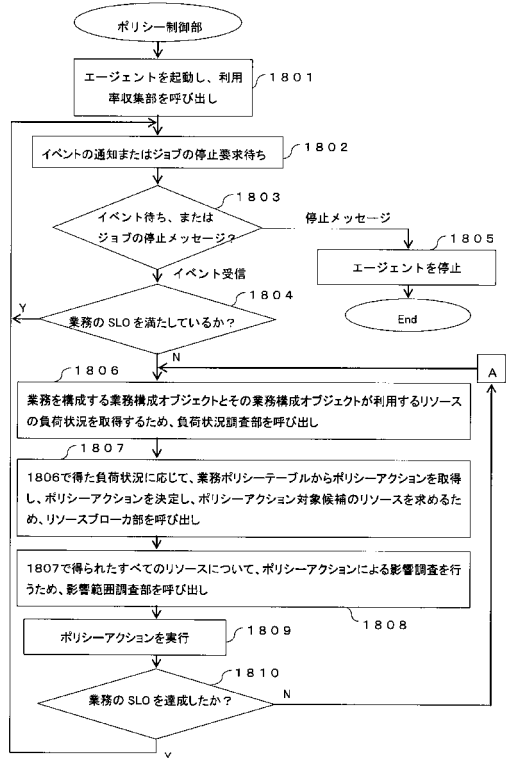 ポリシー制御部
エージェントを起動し、利用
率収集部を呼び出し
1801
イベントの通知またはジョブの停止要求待ち
1802
イベント待ち、または
ジョブの停止メッセージ？
1803
停止メッセージ
1805
エージェントを停止
End
イベント受信
1804
業務の SLO を満たしているか？
Y
N
A
1806
業務を構成する業務構成オブジェクトとその業務構成オブジェクトが利用するリソース
の負荷状況を取得するため、負荷状況調査部を呼び出し
1807
1806で得た負荷状況に応じて、業務ポリシーテーブルからポリシーアクションを取得
し、ポリシーアクションを決定し、ポリシーアクション対象候補のリソースを求めるた
め、リソースブローカ部を呼び出し
1807で得られたすべてのリソースについて、ポリシーアクションによる影響調査を行
うため、影響範囲調査部を呼び出し
1808
ポリシーアクションを実行
1809
1810
業務の SLO を達成したか？
N
Y